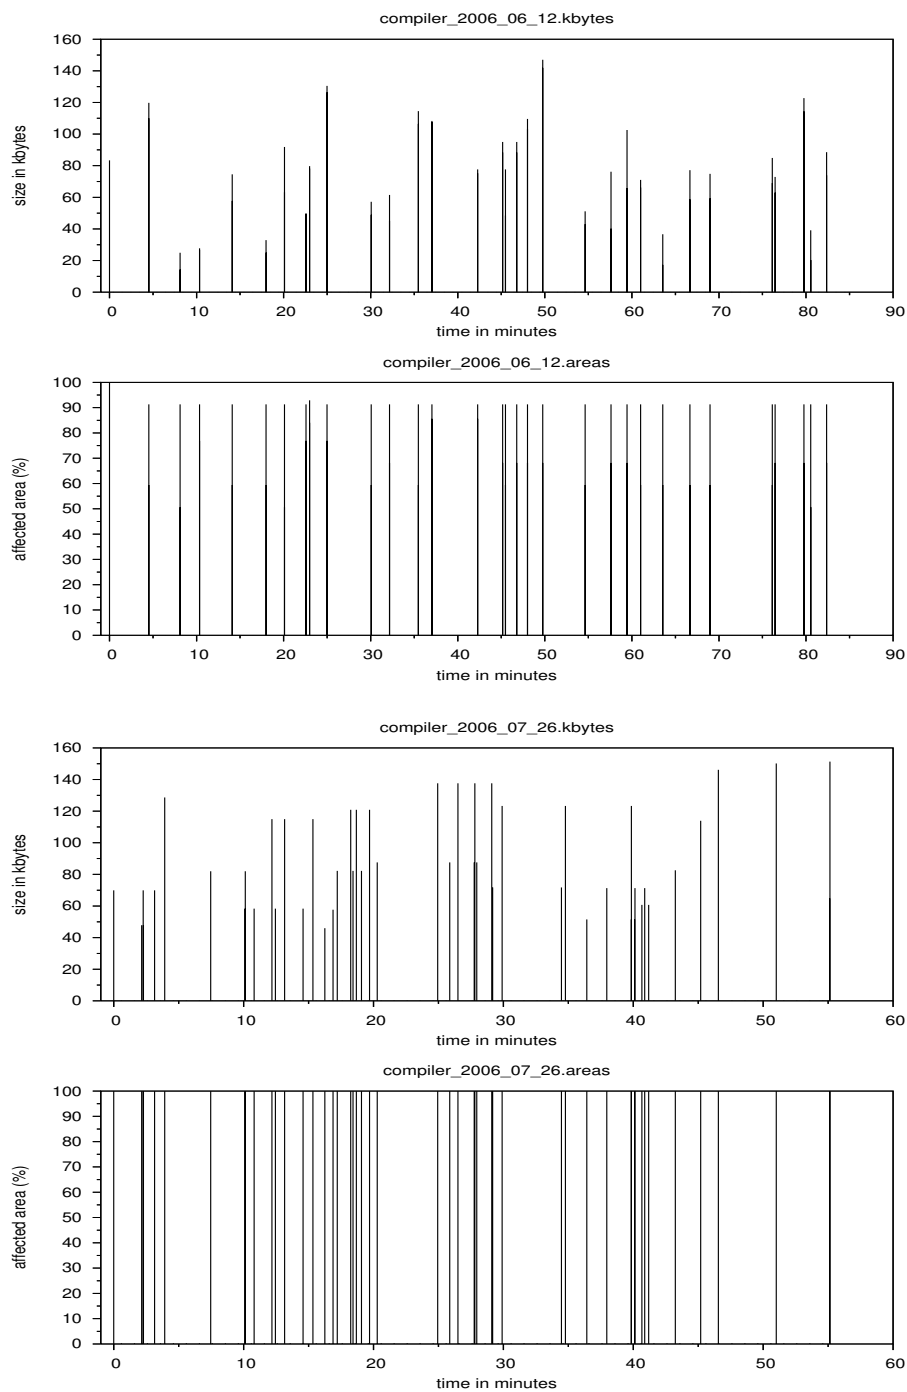 compiler_2006_06_12.kbytes
160
140
120
100
80
60
40
20
0
size in kbytes
0 10 20 30 40 50 60 70 80 90
time in minutes
compiler_2006_06_12.areas
100
90
80
70
60
50
40
30
20
10
0
affected area (%)
0 10 20 30 40 50 60 70 80 90
time in minutes
compiler_2006_07_26.kbytes
160
140
120
100
80
60
40
20
0
size in kbytes
0 10 20 30 40 50 60
time in minutes
compiler_2006_07_26.areas
100
90
80
70
60
50
40
30
20
10
0
affected area (%)
0 10 20 30 40 50 60
time in minutes